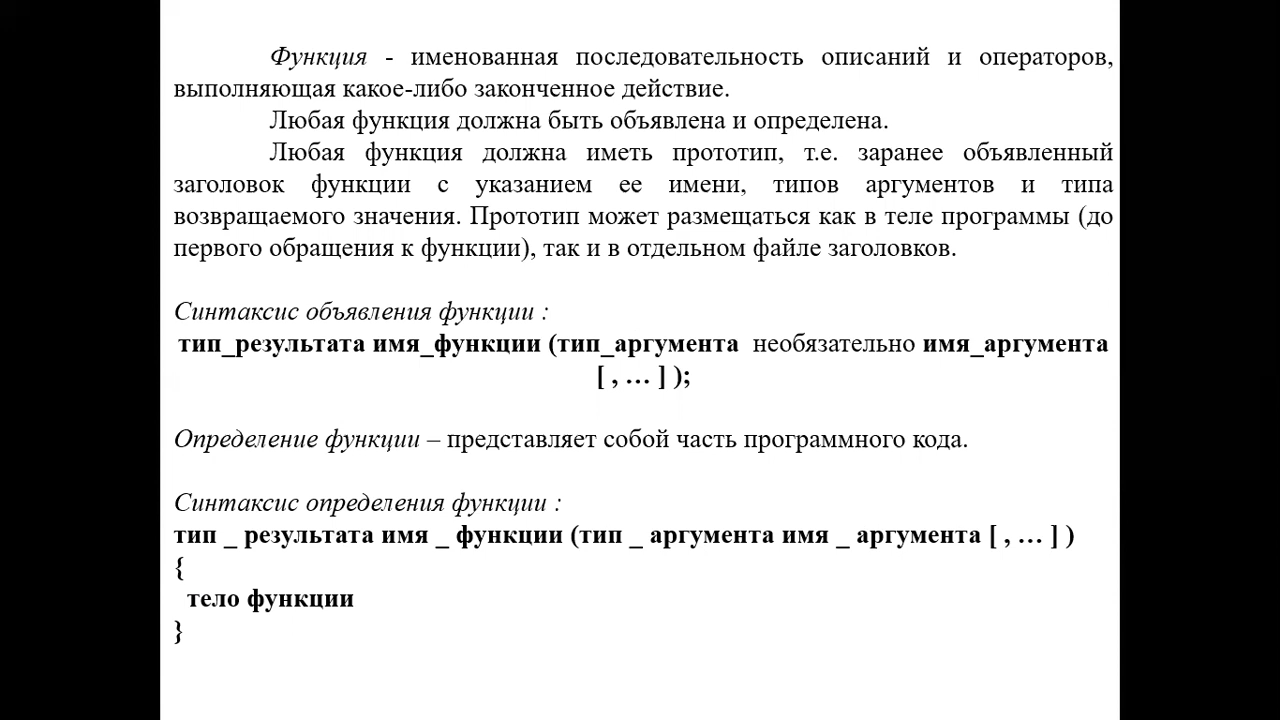 Функция - именованная последовательность описаний и операторов,
выполняющая какое-либо законченное действие.
Любая функция должна быть объявлена и определена.
Любая функция должна иметь прототип, т.е. заранее объявленный
заголовок функции с указанием ее имени, типов аргументов и типа
возвращаемого значения. Прототип может размещаться как в теле программы (до
первого обращения к функции), так и в отдельном файле заголовков.
Синтаксис объявления функции :
тип_результата имя_функции (тип_аргумента необязательно имя_аргумента
[ , … ] );
Определение функции – представляет собой часть программного кода.
Синтаксис определения функции :
тип _ результата имя _ функции (тип _ аргумента имя _ аргумента [ , … ] )
{
тело функции
}